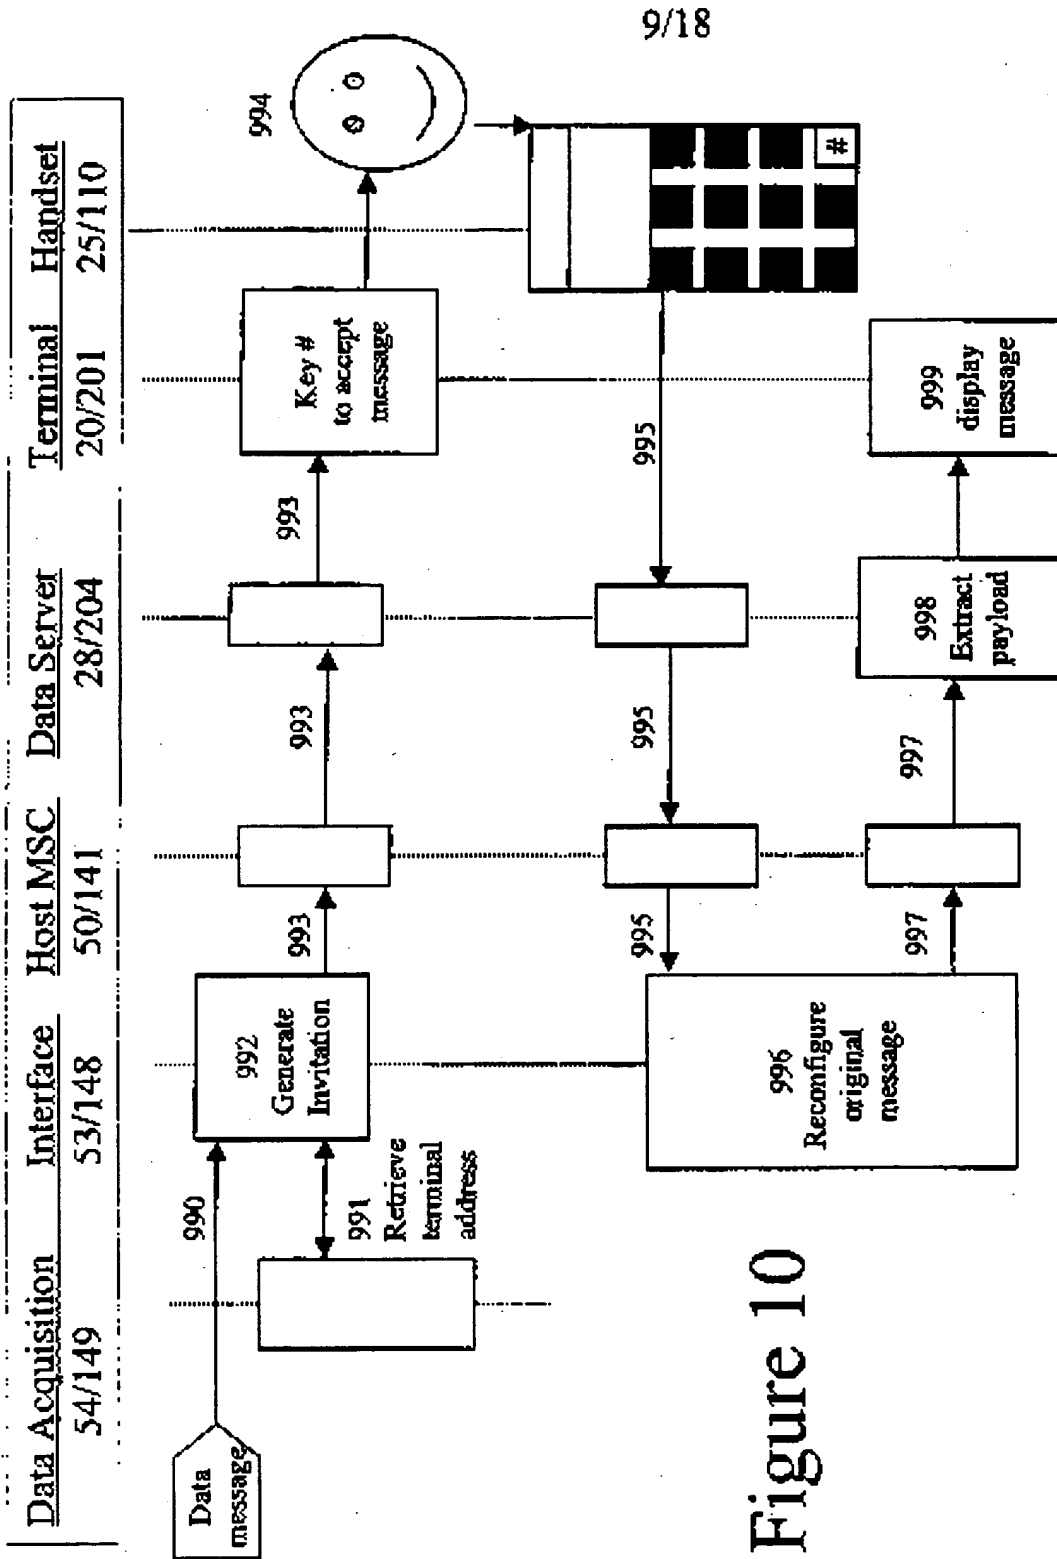 9/18
Data Acquisition
54/149
Interface
53/148
Host MSC
50/141
Data Server
28/204
Terminal
20/201
Handset
25/110
Data
message
990
991
Retrieve
terminal
address
992
Generate
Invitation
993
993
993
Key #
to accept
message
994
#
995
995
995
996
Reconfigure
original
message
997
997
998
Extract
payload
999
display
message
Figure 10